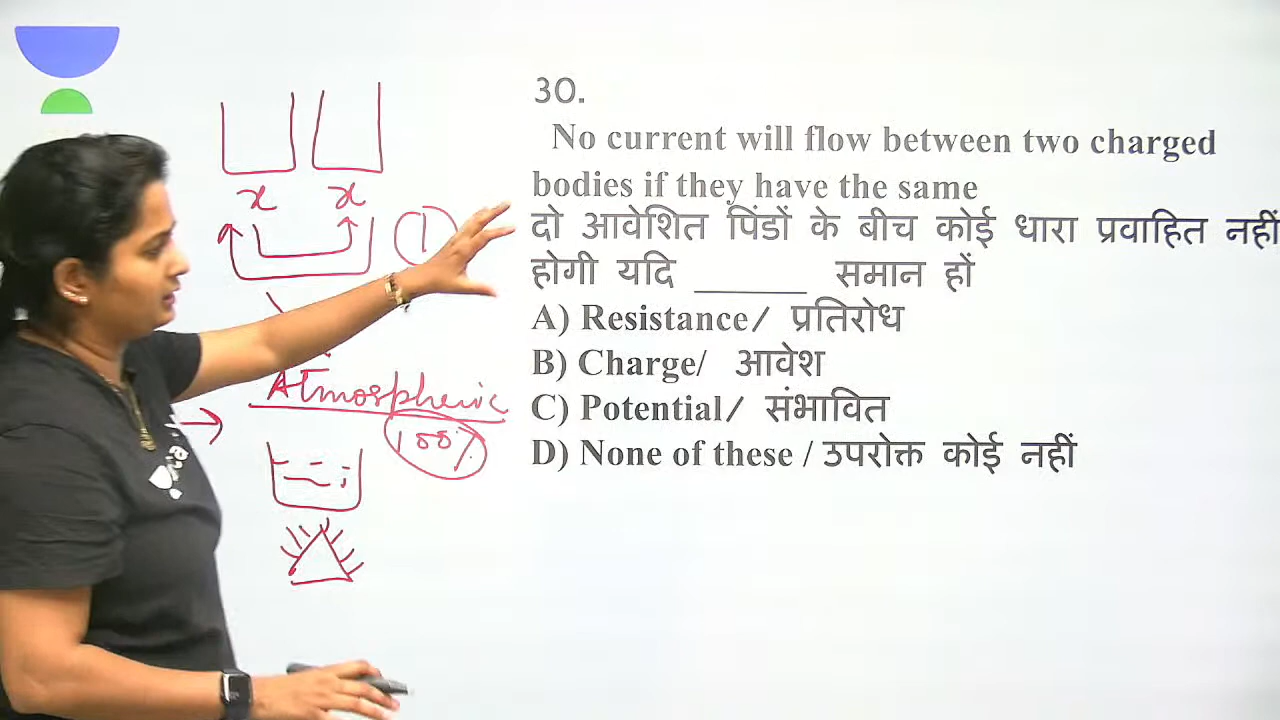 30.
No current will flow between two charged
bodies if they have the same
दो आवेशित पिंडों के बीच कोई धारा प्रवाहित नहीं
होगी यदि ______ समान हों
A) Resistance/ प्रतिरोध
B) Charge/ आवेश
C) Potential/ संभावित
D) None of these / उपरोक्त कोई नहीं
x x
1
Atmospheric
100%